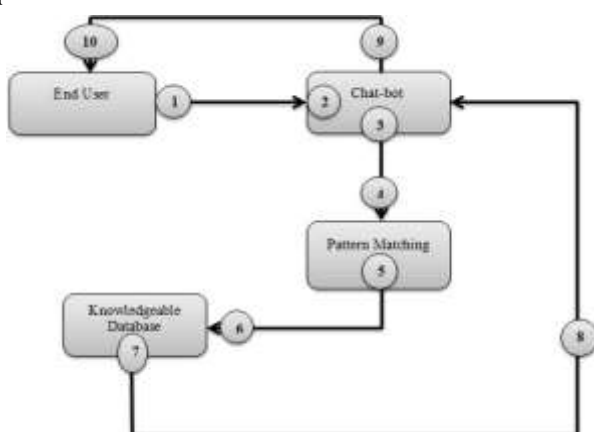 10
9
End User
1
2
Chat-bot
3
4
Pattern Matching
5
Knowledgeable
Database
6
7
8